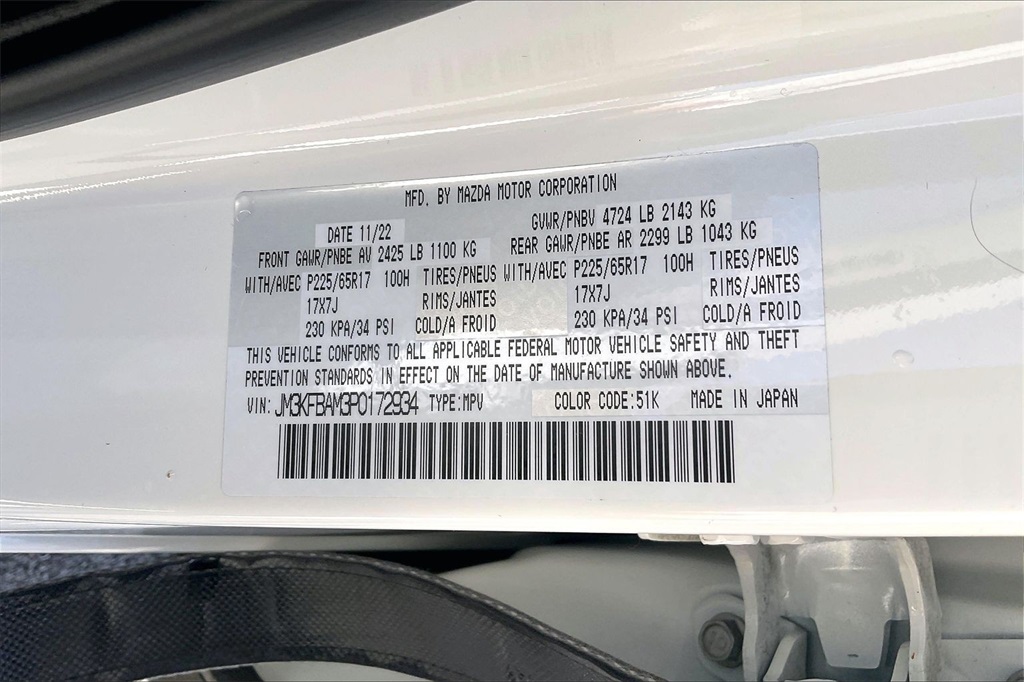 MFD. BY MAZDA MOTOR CORPORATION
DATE 11/22 GVWR/PNBV 4724 LB 2143 KG
FRONT GAWR/PNBE AV 2425 LB 1100 KG REAR GAWR/PNBE AR 2299 LB 1043 KG
WITH/AVEC P225/65R17 100H TIRES/PNEUS WITH/AVEC P225/65R17 100H TIRES/PNEUS
17X7J RIMS/JANTES 17X7J RIMS/JANTES
230 KPA/34 PSI COLD/A FROID 230 KPA/34 PSI COLD/A FROID
THIS VEHICLE CONFORMS TO ALL APPLICABLE FEDERAL MOTOR VEHICLE SAFETY AND THEFT
PREVENTION STANDARDS IN EFFECT ON THE DATE OF MANUFACTURE SHOWN ABOVE.
VIN: JM3KFBAM3P0172934 TYPE:MPV COLOR CODE:51K MADE IN JAPAN